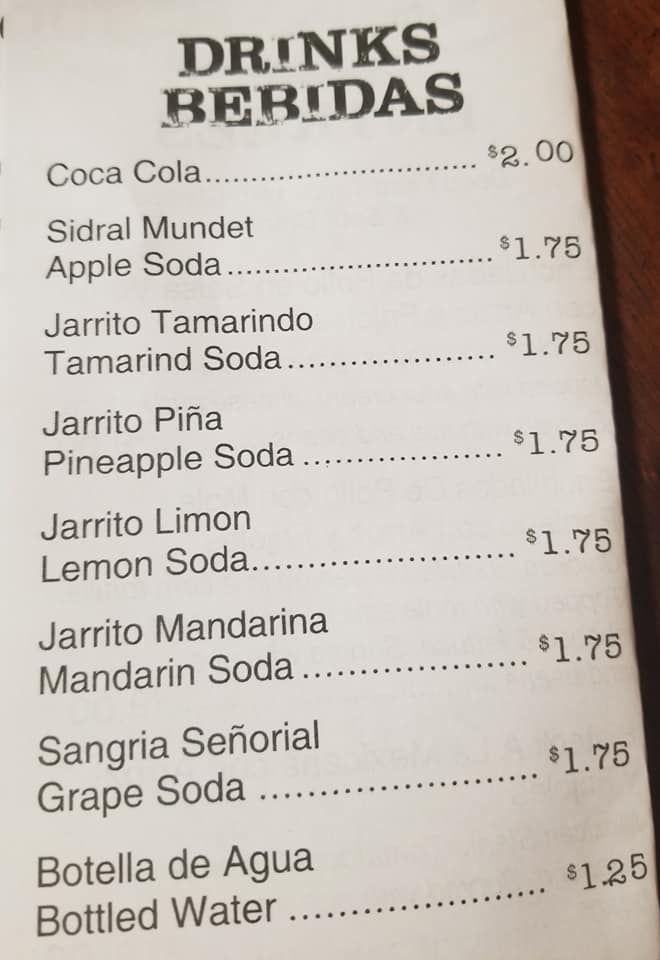 DRINKS
BEBIDAS
Coca Cola............................ $2.00
Sidral Mundet
Apple Soda............................ $1.75
Jarrito Tamarindo
Tamarind Soda..................... $1.75
Jarrito Piña
Pineapple Soda .................... $1.75
Jarrito Limon
Lemon Soda.......................... $1.75
Jarrito Mandarina
Mandarin Soda ..................... $1.75
Sangria Señorial
Grape Soda .......................... $1.75
Botella de Agua
Bottled Water ....................... $1.25